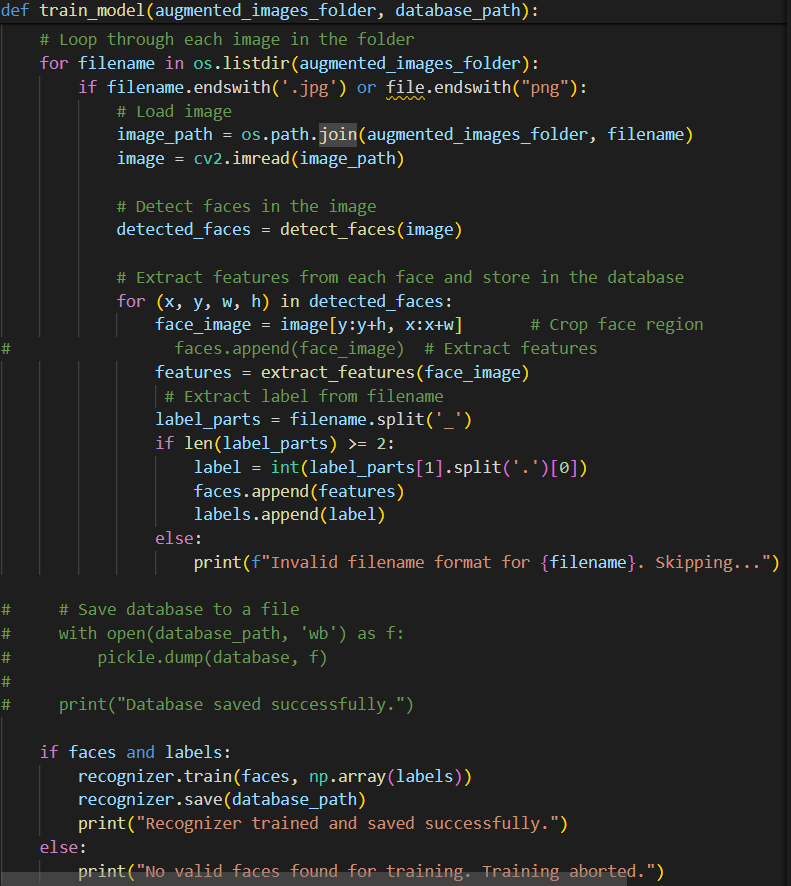 def train_model(augmented_images_folder, database_path):
    # Loop through each image in the folder
    for filename in os.listdir(augmented_images_folder):
        if filename.endswith('.jpg') or file.endswith("png"):
            # Load image
            image_path = os.path.join(augmented_images_folder, filename)
            image = cv2.imread(image_path)
            # Detect faces in the image
            detected_faces = detect_faces(image)
            # Extract features from each face and store in the database
            for (x, y, w, h) in detected_faces:
                face_image = image[y:y+h, x:x+w]       # Crop face region
#                 faces.append(face_image)  # Extract features
                features = extract_features(face_image)
                 # Extract label from filename
                label_parts = filename.split('_')
                if len(label_parts) >= 2:
                    label = int(label_parts[1].split('.')[0])
                    faces.append(features)
                    labels.append(label)
                else:
                    print(f"Invalid filename format for {filename}. Skipping...")
#     # Save database to a file
#     with open(database_path, 'wb') as f:
#         pickle.dump(database, f)
#
#     print("Database saved successfully.")
    if faces and labels:
        recognizer.train(faces, np.array(labels))
        recognizer.save(database_path)
        print("Recognizer trained and saved successfully.")
    else:
        print("No valid faces found for training. Training aborted.")